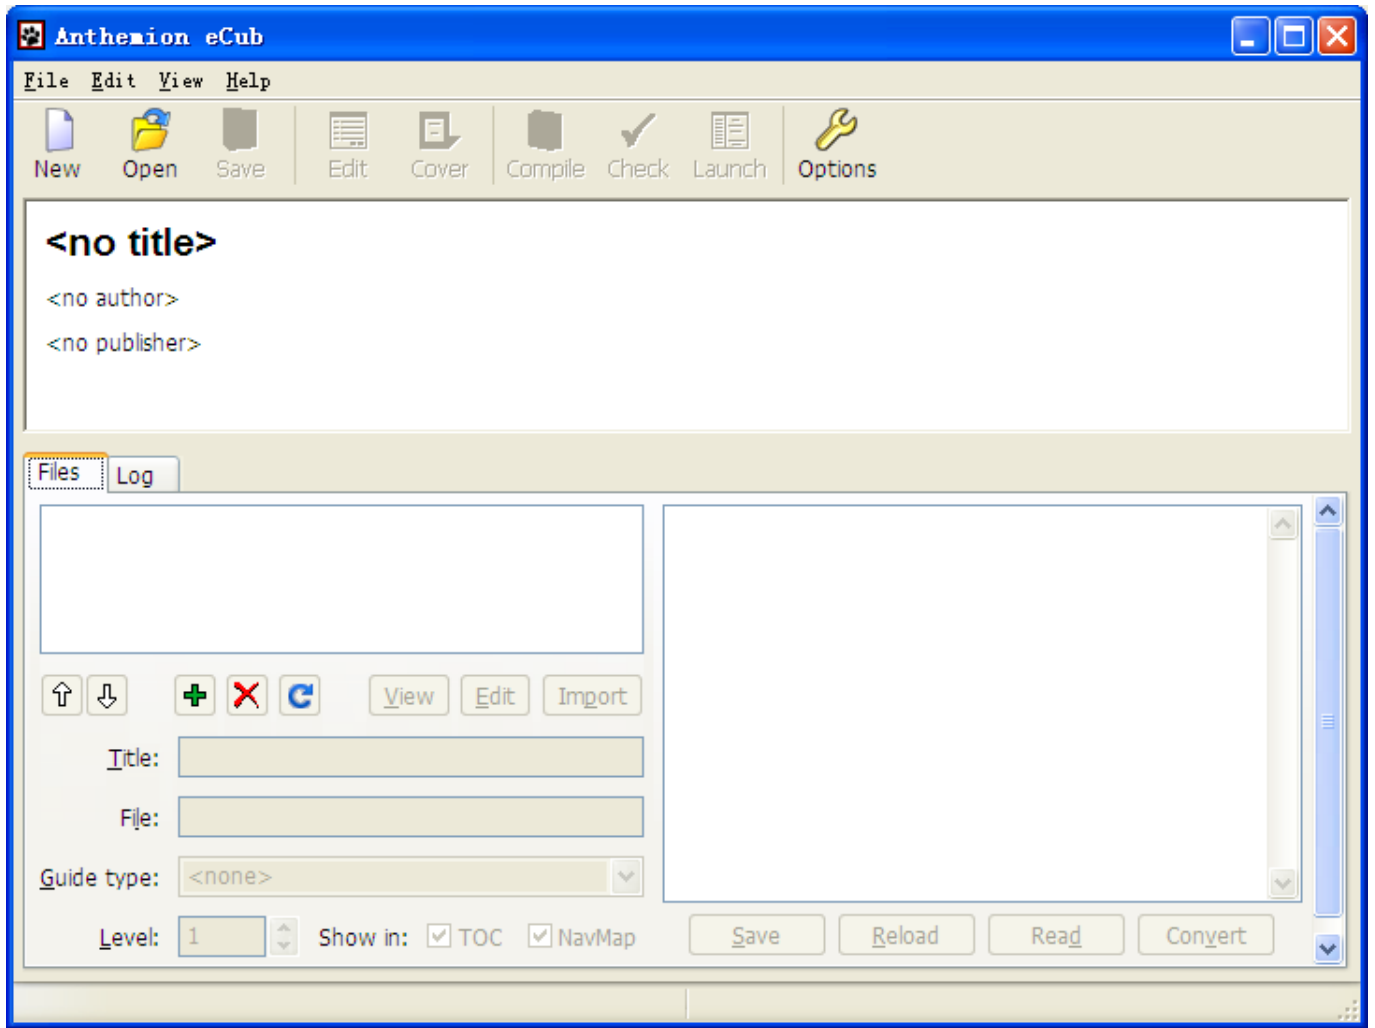 Anthemion eCub
File Edit View Help
New Open Save Edit Cover Compile Check Launch Options
<no title>
<no author>
<no publisher>
Files Log
View Edit Import
Title:
File:
Guide type: <none>
Level: 1 Show in: TOC NavMap
Save Reload Read Convert